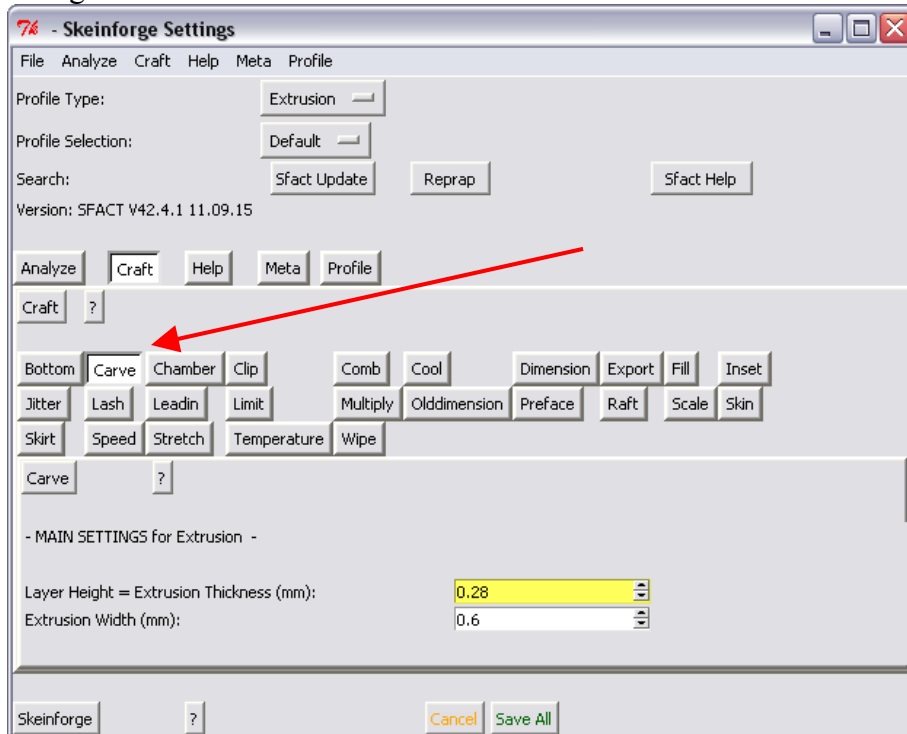 - Skeinforge Settings
File Analyze Craft Help Meta Profile
Profile Type: Extrusion
Profile Selection: Default
Search: Sfact Update Reprap Sfact Help
Version: SFACT V42.4.1 11.09.15
Analyze Craft Help Meta Profile
Craft ?
Bottom Carve Chamber Clip Comb Cool Dimension Export Fill Inset
Jitter Lash Leadin Limit Multiply Olddimension Preface Raft Scale Skin
Skirt Speed Stretch Temperature Wipe
Carve ?
- MAIN SETTINGS for Extrusion -
Layer Height = Extrusion Thickness (mm): 0.28
Extrusion Width (mm): 0.6
Skeinforge ? Cancel Save All